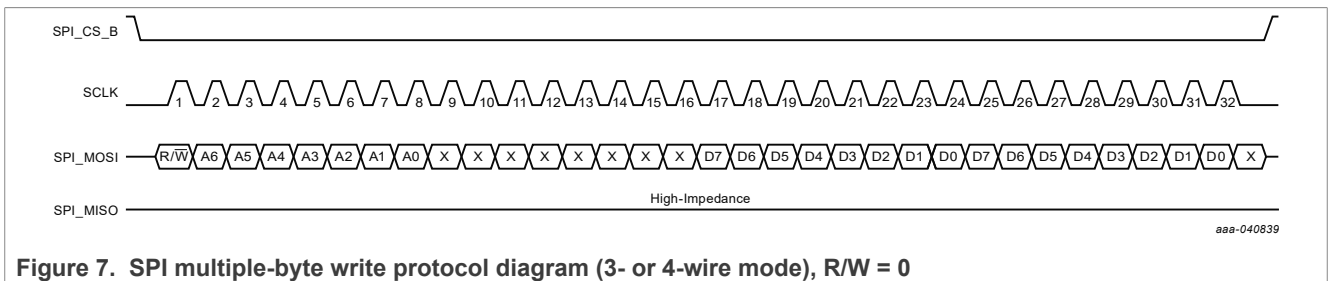 SPI_CS_B
SCLK
1 2 3 4 5 6 7 8 9 10 11 12 13 14 15 16 17 18 19 20 21 22 23 24 25 26 27 28 29 30 31 32
SPI_MOSI
R/W̅ A6 A5 A4 A3 A2 A1 A0 X X X X X X X X D7 D6 D5 D4 D3 D2 D1 D0 D7 D6 D5 D4 D3 D2 D1 D0 X
High-Impedance
SPI_MISO
aaa-040839
Figure 7. SPI multiple-byte write protocol diagram (3- or 4-wire mode), R/W = 0